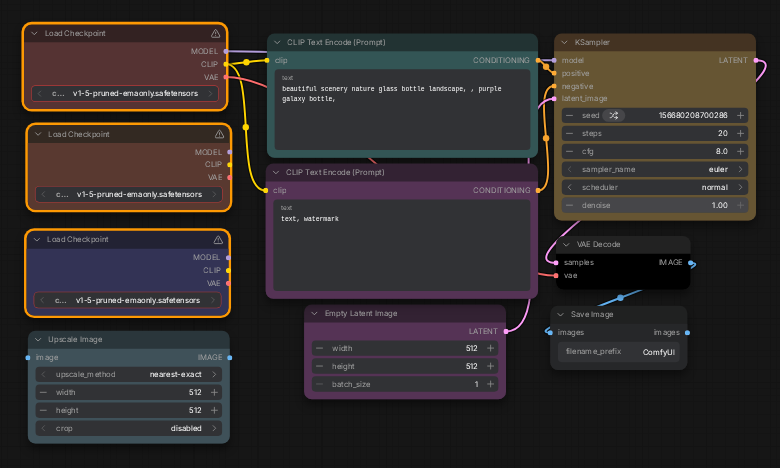 Load Checkpoint
MODEL
CLIP
VAE
c... v1-5-pruned-emaonly.safetensors
Load Checkpoint
MODEL
CLIP
VAE
c... v1-5-pruned-emaonly.safetensors
Load Checkpoint
MODEL
CLIP
VAE
c... v1-5-pruned-emaonly.safetensors
Upscale Image
image IMAGE
upscale_method nearest-exact
width 512
height 512
crop disabled
CLIP Text Encode (Prompt)
clip CONDITIONING
text
beautiful scenery nature glass bottle landscape, , purple
galaxy bottle,
CLIP Text Encode (Prompt)
clip CONDITIONING
text
text, watermark
Empty Latent Image
LATENT
width 512
height 512
batch_size 1
KSampler
model LATENT
positive
negative
latent_image
seed 156680208700286
steps 20
cfg 8.0
sampler_name euler
scheduler normal
denoise 1.00
VAE Decode
samples IMAGE
vae
Save Image
images images
filename_prefix ComfyUI